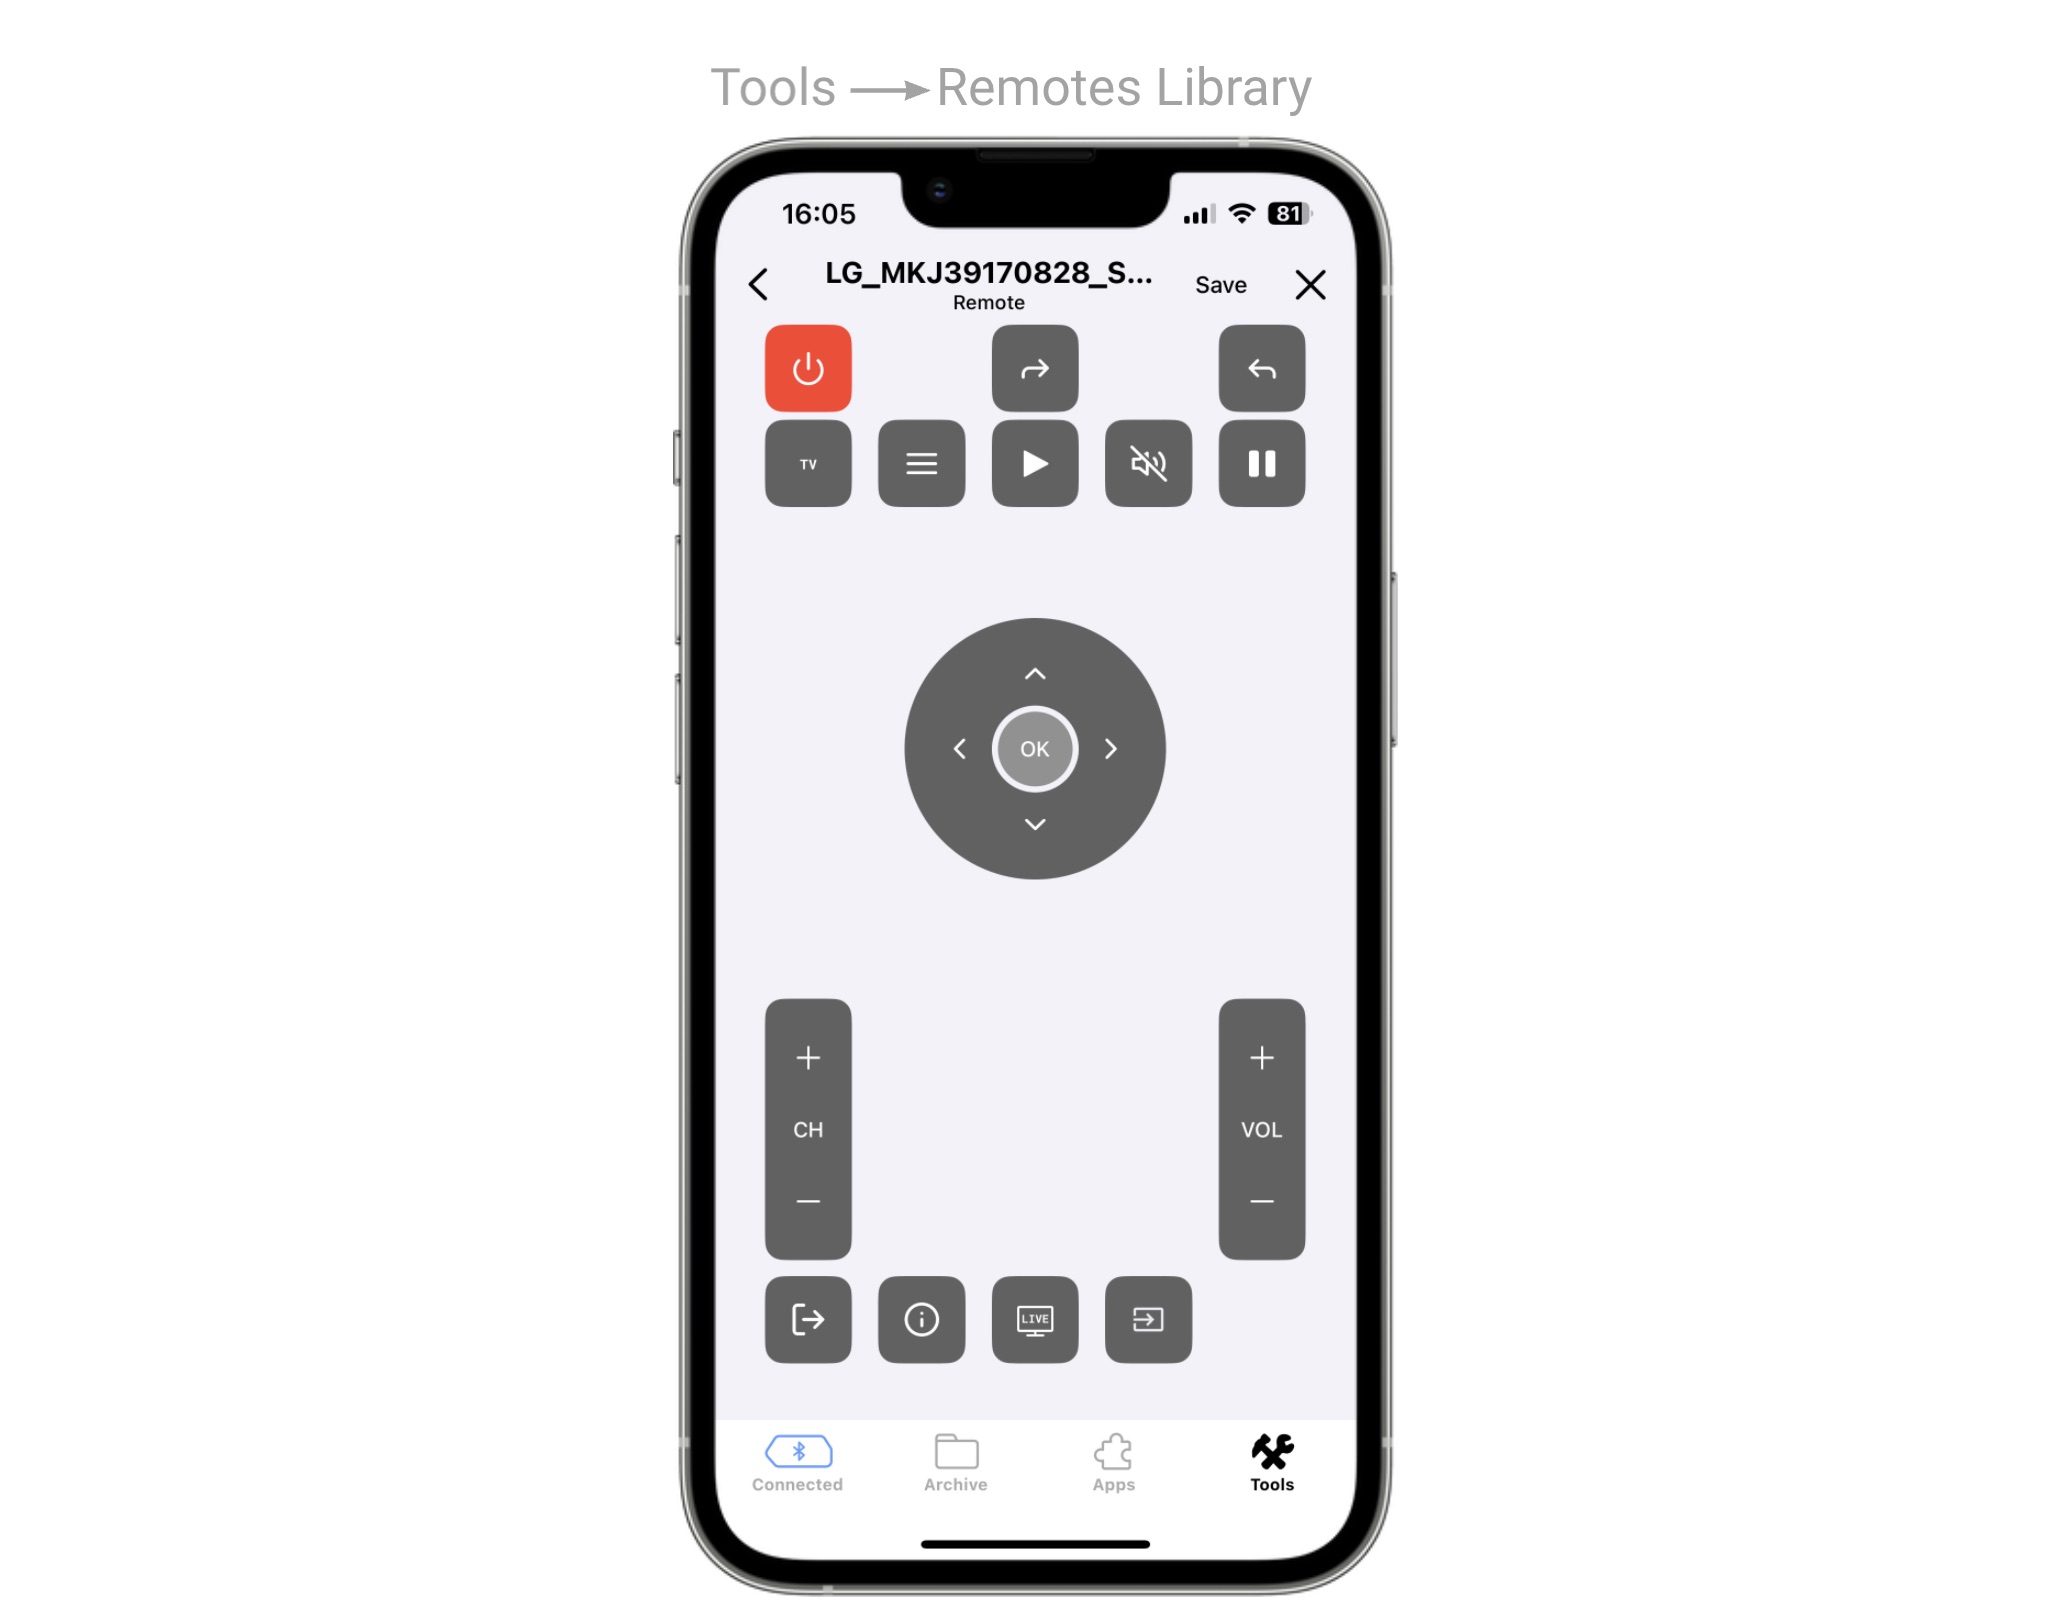 Tools → Remotes Library
16:05
81
LG_MKJ39170828_S...
Remote
Save
TV
OK
+ +
CH VOL
— —
LIVE
Connected Archive Apps Tools